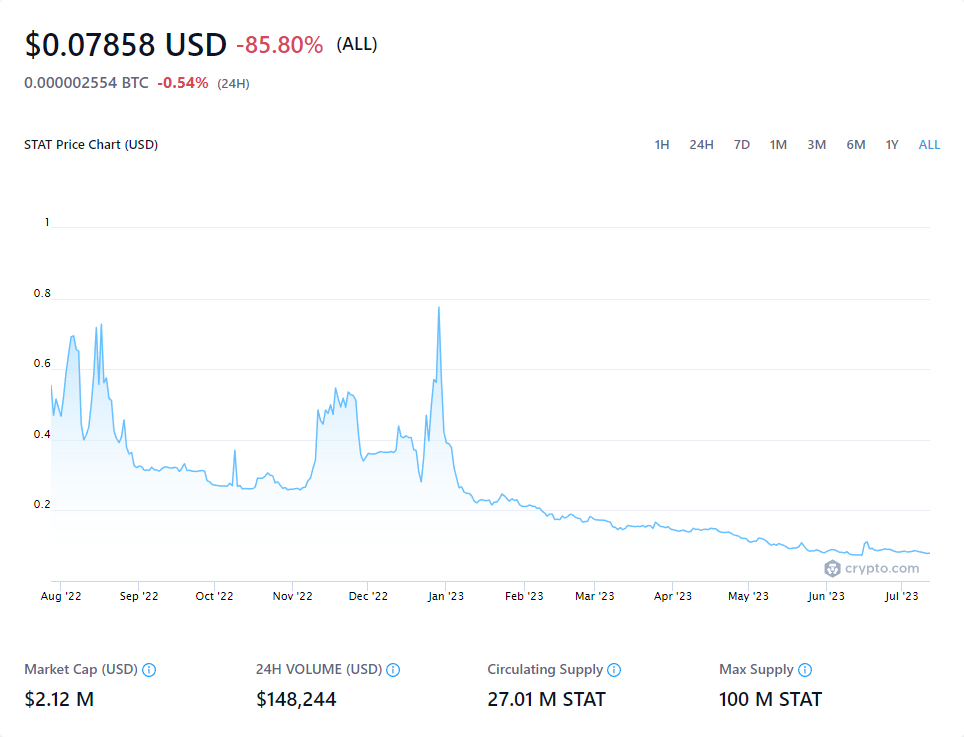 $0.07858 USD -85.80% (ALL)
0.000002554 BTC -0.54% (24H)
STAT Price Chart (USD) 1H 24H 7D 1M 3M 6M 1Y ALL
1
0.8
0.6
0.4
0.2
crypto.com
Aug '22 Sep '22 Oct '22 Nov '22 Dec '22 Jan '23 Feb '23 Mar '23 Apr '23 May '23 Jun '23 Jul '23
Market Cap (USD) 24H VOLUME (USD) Circulating Supply Max Supply
$2.12 M $148,244 27.01 M STAT 100 M STAT